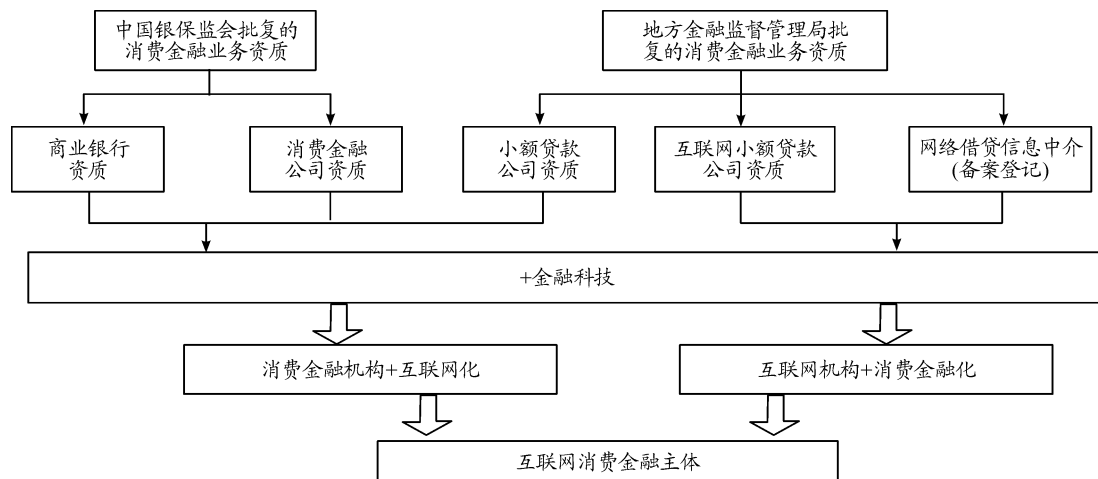 中国银保监会批复的
消费金融业务资质
地方金融监督管理局批
复的消费金融业务资质
商业银行
资质
消费金融
公司资质
小额贷款
公司资质
互联网小额贷款
公司资质
网络借贷信息中介
(备案登记)
+金融科技
消费金融机构+互联网化
互联网机构+消费金融化
互联网消费金融主体